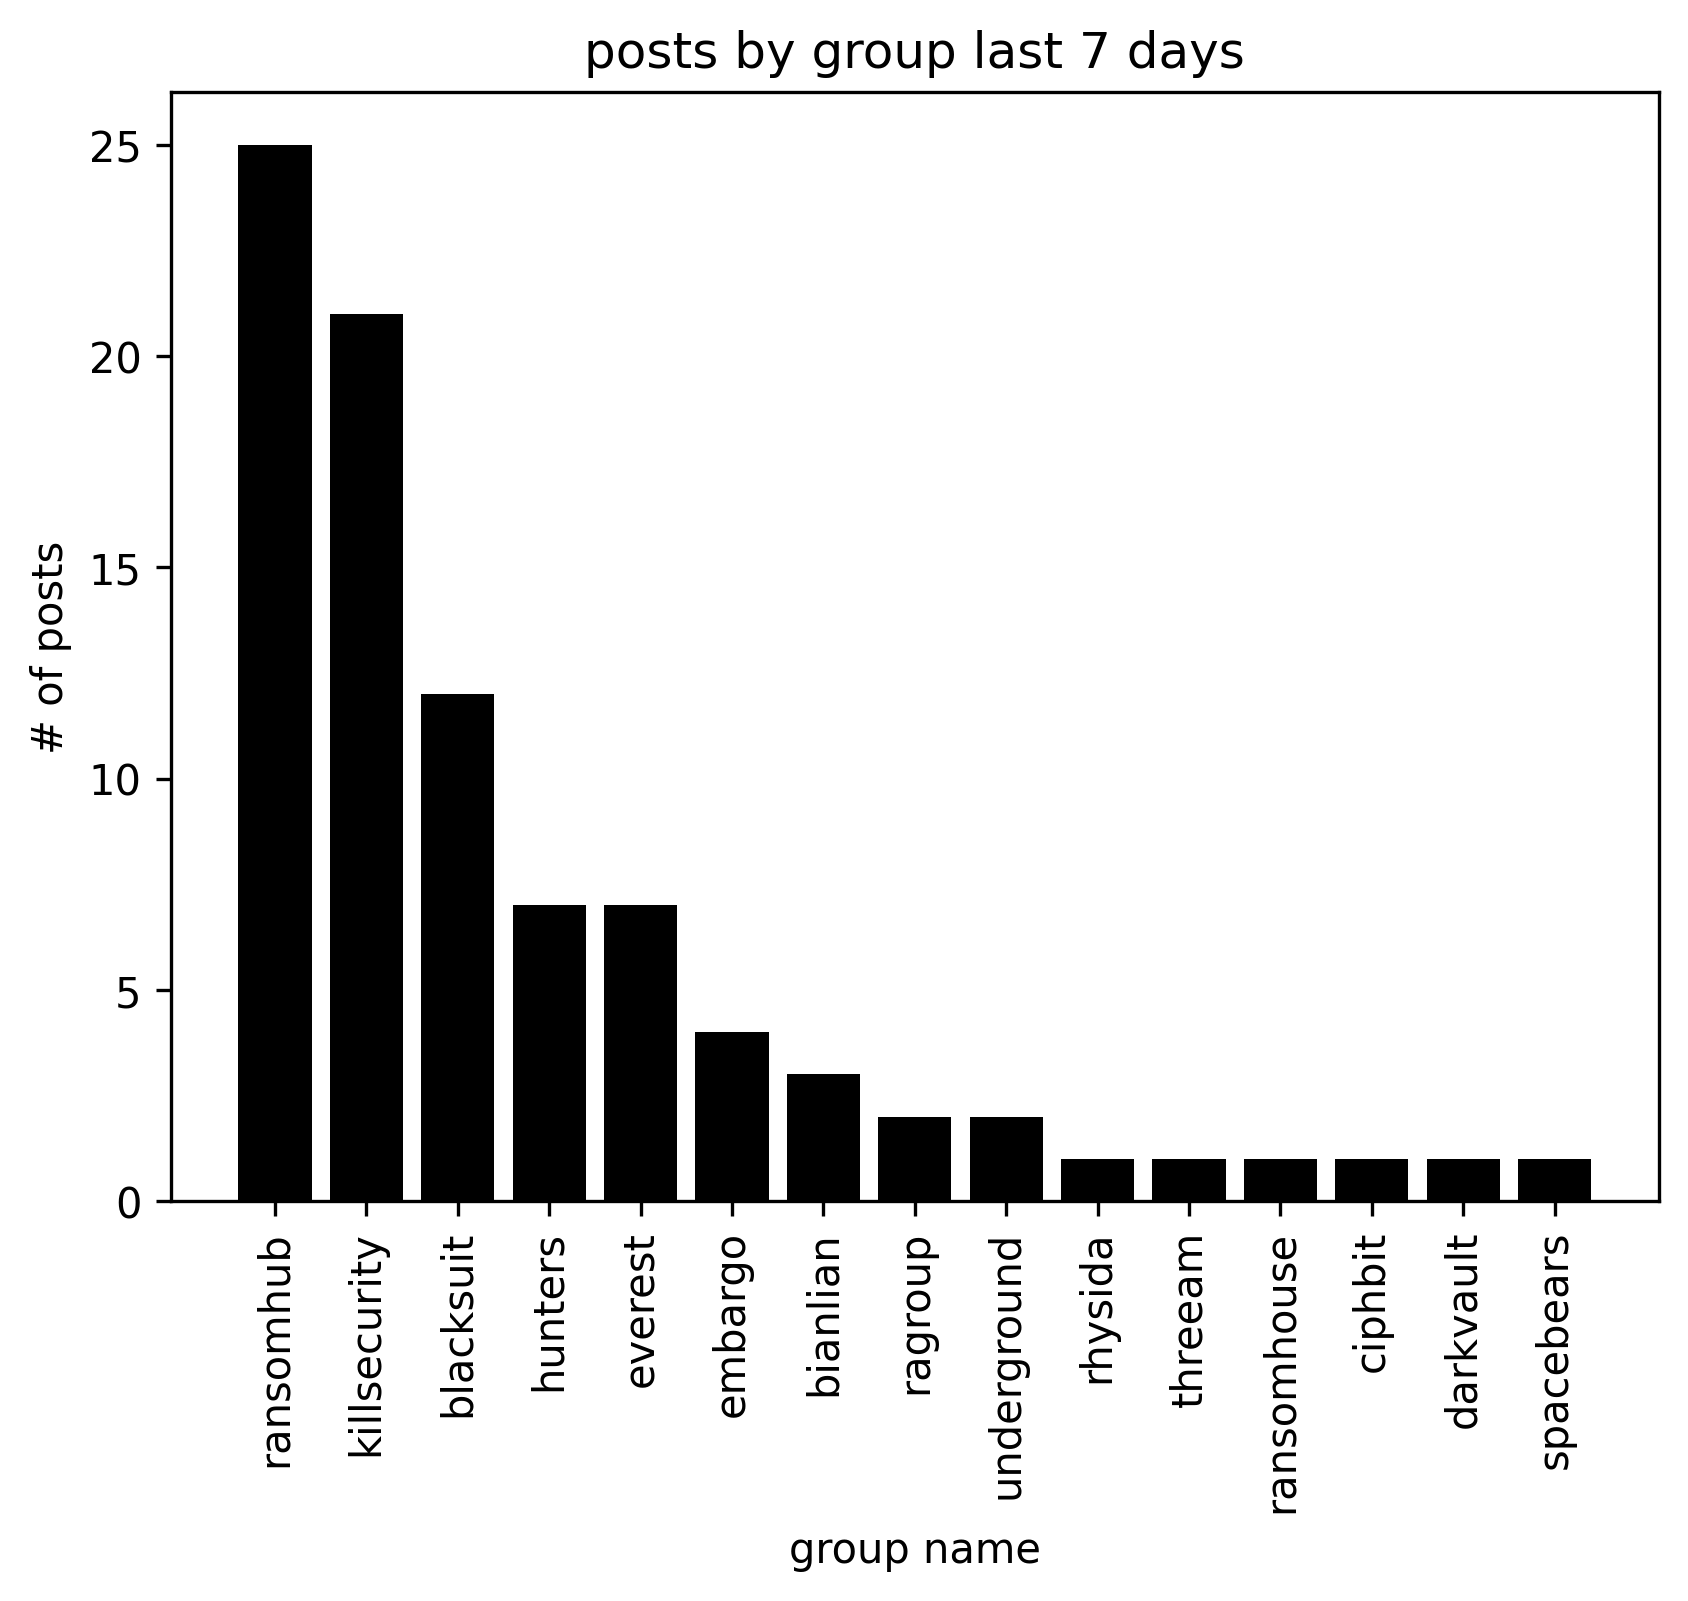 posts by group last 7 days
25
20
15
10
5
0
# of posts
ransomhub
killsecurity
blacksuit
hunters
everest
embargo
bianlian
ragroup
underground
rhysida
threeam
ransomhouse
ciphbit
darkvault
spacebears
group name